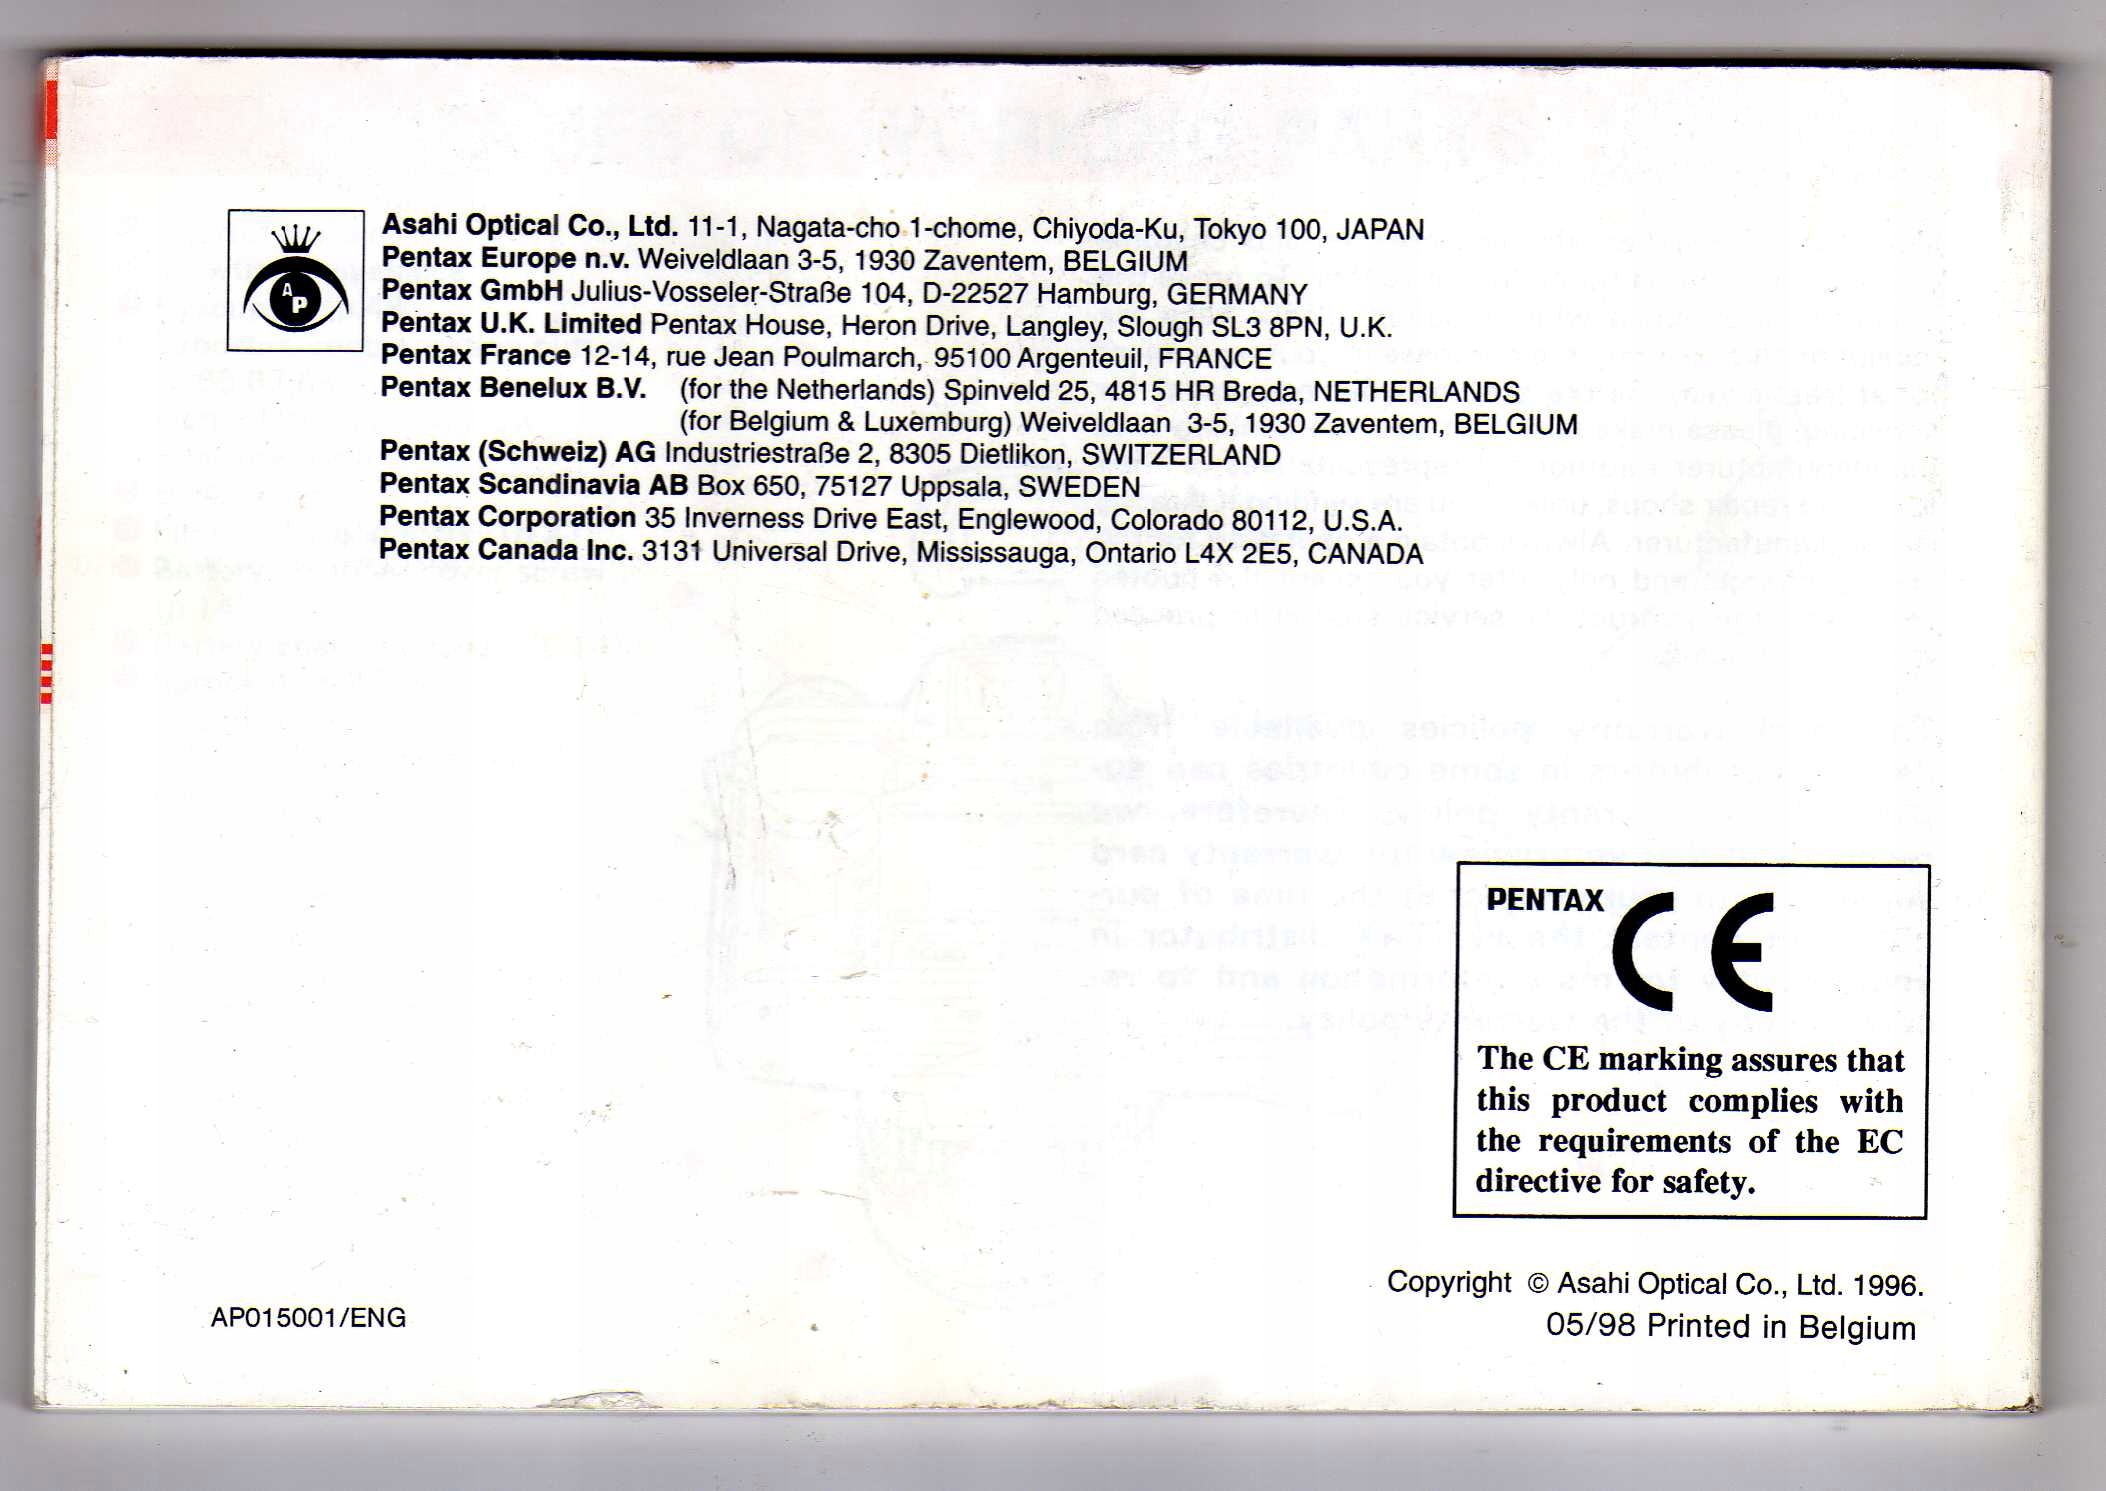 AP
Asahi Optical Co., Ltd. 11-1, Nagata-cho 1-chome, Chiyoda-Ku, Tokyo 100, JAPAN
Pentax Europe n.v. Weiveldlaan 3-5, 1930 Zaventem, BELGIUM
Pentax GmbH Julius-Vosseler-Straße 104, D-22527 Hamburg, GERMANY
Pentax U.K. Limited Pentax House, Heron Drive, Langley, Slough SL3 8PN, U.K.
Pentax France 12-14, rue Jean Poulmarch, 95100 Argenteuil, FRANCE
Pentax Benelux B.V. (for the Netherlands) Spinveld 25, 4815 HR Breda, NETHERLANDS
(for Belgium & Luxemburg) Weiveldlaan 3-5, 1930 Zaventem, BELGIUM
Pentax (Schweiz) AG Industriestraße 2, 8305 Dietlikon, SWITZERLAND
Pentax Scandinavia AB Box 650, 75127 Uppsala, SWEDEN
Pentax Corporation 35 Inverness Drive East, Englewood, Colorado 80112, U.S.A.
Pentax Canada Inc. 3131 Universal Drive, Mississauga, Ontario L4X 2E5, CANADA
PENTAX CE
The CE marking assures that
this product complies with
the requirements of the EC
directive for safety.
Copyright © Asahi Optical Co., Ltd. 1996.
05/98 Printed in Belgium
AP015001/ENG